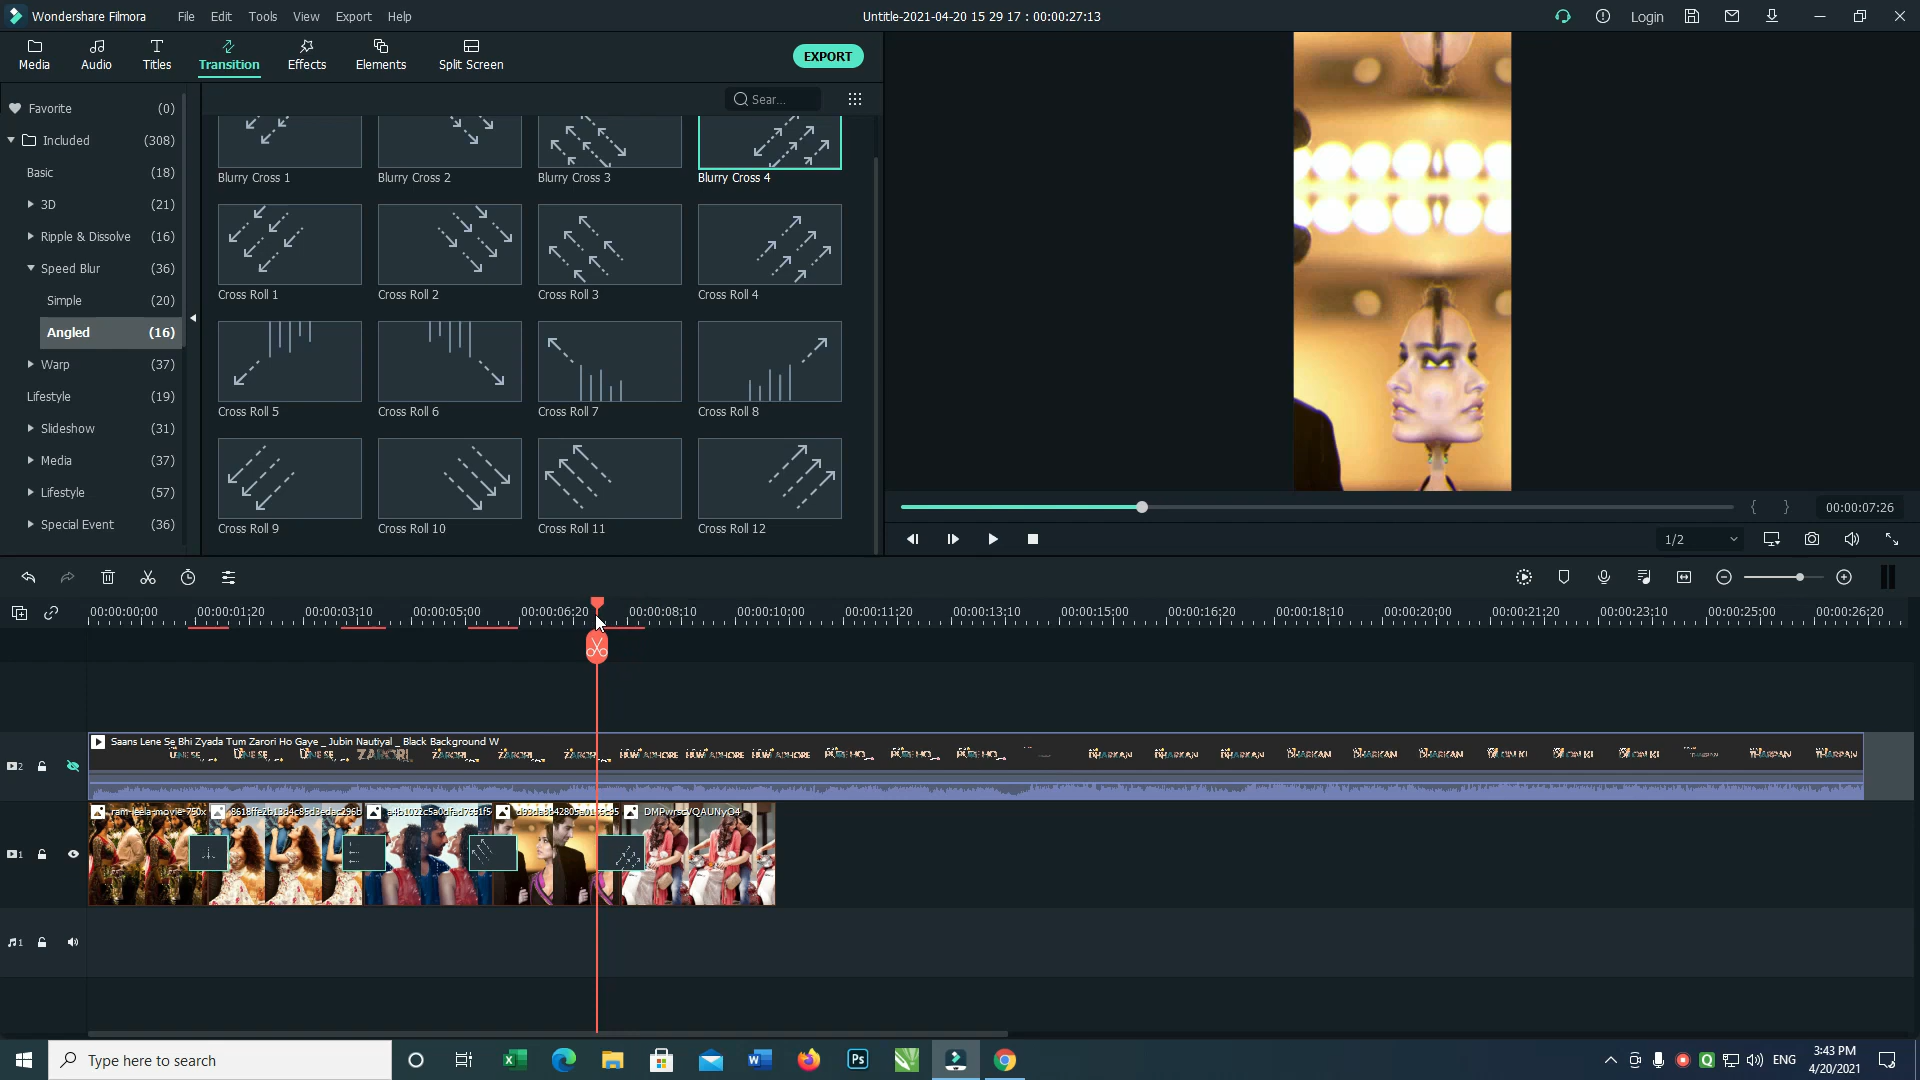 Wondershare Filmora
File Edit Tools View Export Help
Untitle-2021-04-20 15 29 17 : 00:00:27:13
Login
Media Audio Titles Transition Effects Elements Split Screen
EXPORT
Favorite (0)
Included (308)
Basic (18)
3D (21)
Ripple & Dissolve (16)
Speed Blur (36)
Simple (20)
Angled (16)
Warp (37)
Lifestyle (19)
Slideshow (31)
Media (37)
Lifestyle (57)
Special Event (36)
Sear...
Blurry Cross 1 Blurry Cross 2 Blurry Cross 3 Blurry Cross 4
Cross Roll 1 Cross Roll 2 Cross Roll 3 Cross Roll 4
Cross Roll 5 Cross Roll 6 Cross Roll 7 Cross Roll 8
Cross Roll 9 Cross Roll 10 Cross Roll 11 Cross Roll 12
{ } 00:00:07:26
1/2
00:00:00:00 00:00:01:20 00:00:03:10 00:00:05:00 00:00:06:20 00:00:08:10 00:00:10:00 00:00:11:20 00:00:13:10 00:00:15:00 00:00:16:20 00:00:18:10 00:00:20:00 00:00:21:20 00:00:23:10 00:00:25:00 00:00:26:20
2
Saans Lene Se Bhi Zyada Tum Zarori Ho Gaye _ Jubin Nautiyal _ Black Background W
1
ram-leela-movie-750x
1
Type here to search
Ps
ENG
3:43 PM
4/20/2021